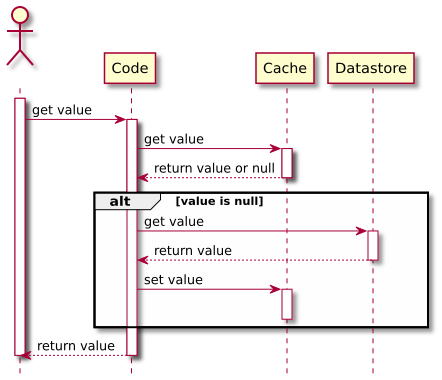 Code
Cache
Datastore
get value
get value
return value or null
alt
[value is null]
get value
return value
set value
return value